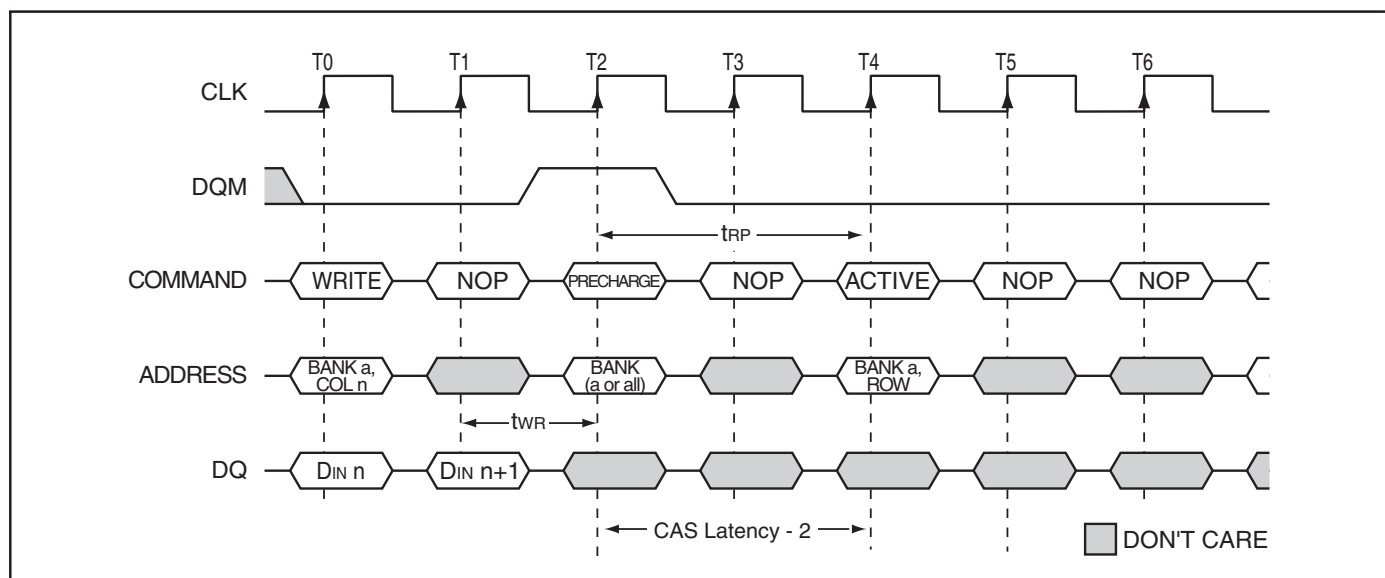 T0 T1 T2 T3 T4 T5 T6
CLK
DQM
tRP
COMMAND WRITE NOP PRECHARGE NOP ACTIVE NOP NOP
ADDRESS BANK a, COL n BANK (a or all) BANK a, ROW
tWR
DQ DIN n DIN n+1
CAS Latency - 2
DON'T CARE